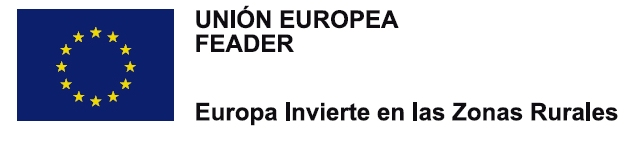 UNIÓN EUROPEA
FEADER
Europa Invierte en las Zonas Rurales